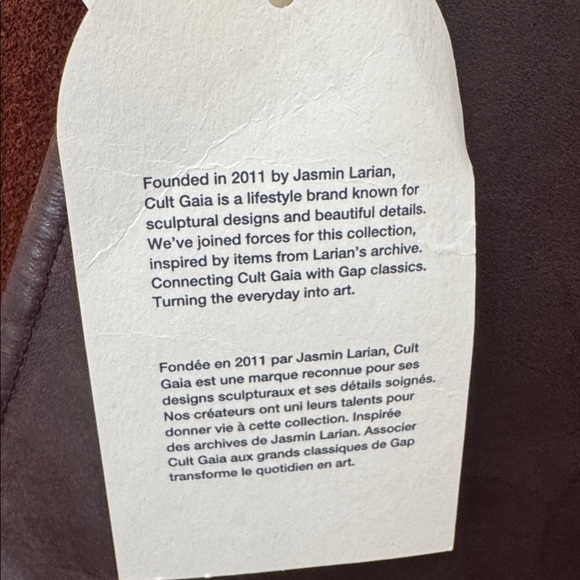 Founded in 2011 by Jasmin Larian,
Cult Gaia is a lifestyle brand known for
sculptural designs and beautiful details.
We've joined forces for this collection,
inspired by items from Larian's archive.
Connecting Cult Gaia with Gap classics.
Turning the everyday into art.
Fondée en 2011 par Jasmin Larian, Cult
Gaia est une marque reconnue pour ses
designs sculpturaux et ses détails soignés.
Nos créateurs ont uni leurs talents pour
donner vie à cette collection. Inspirée
des archives de Jasmin Larian. Associer
Cult Gaia aux grands classiques de Gap
transforme le quotidien en art.